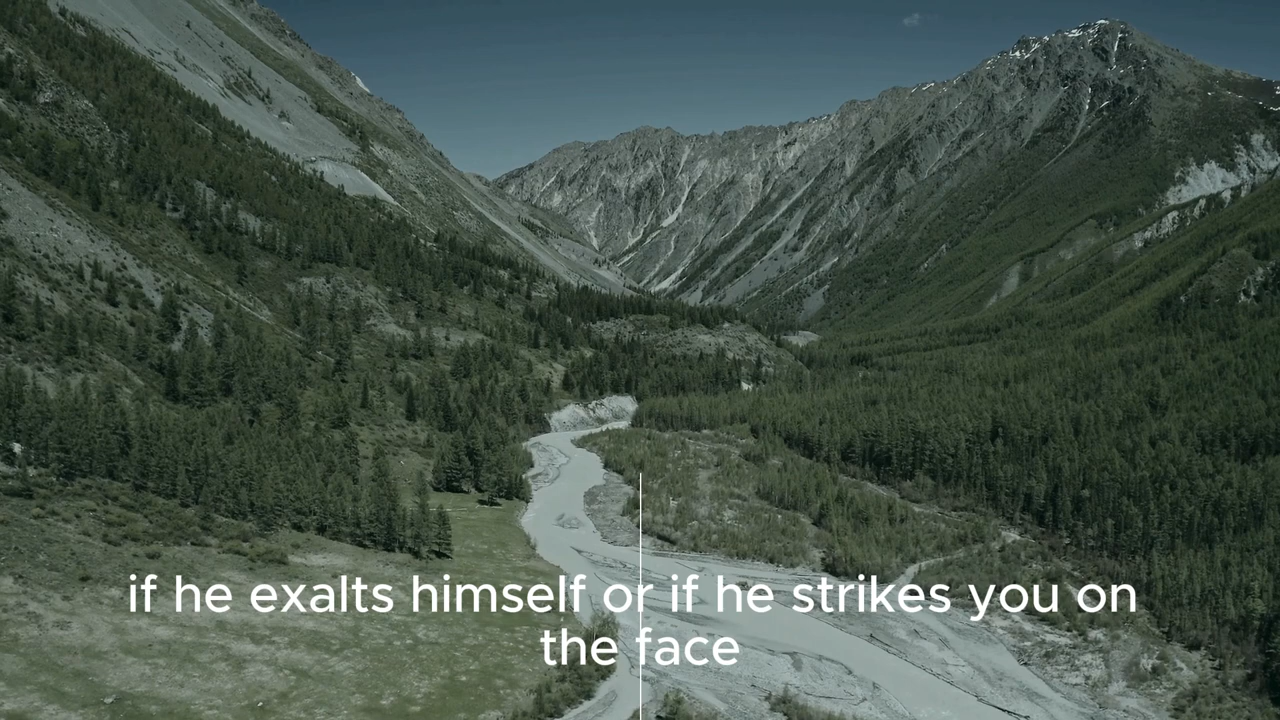 if he exalts himself or if he strikes you on
the face